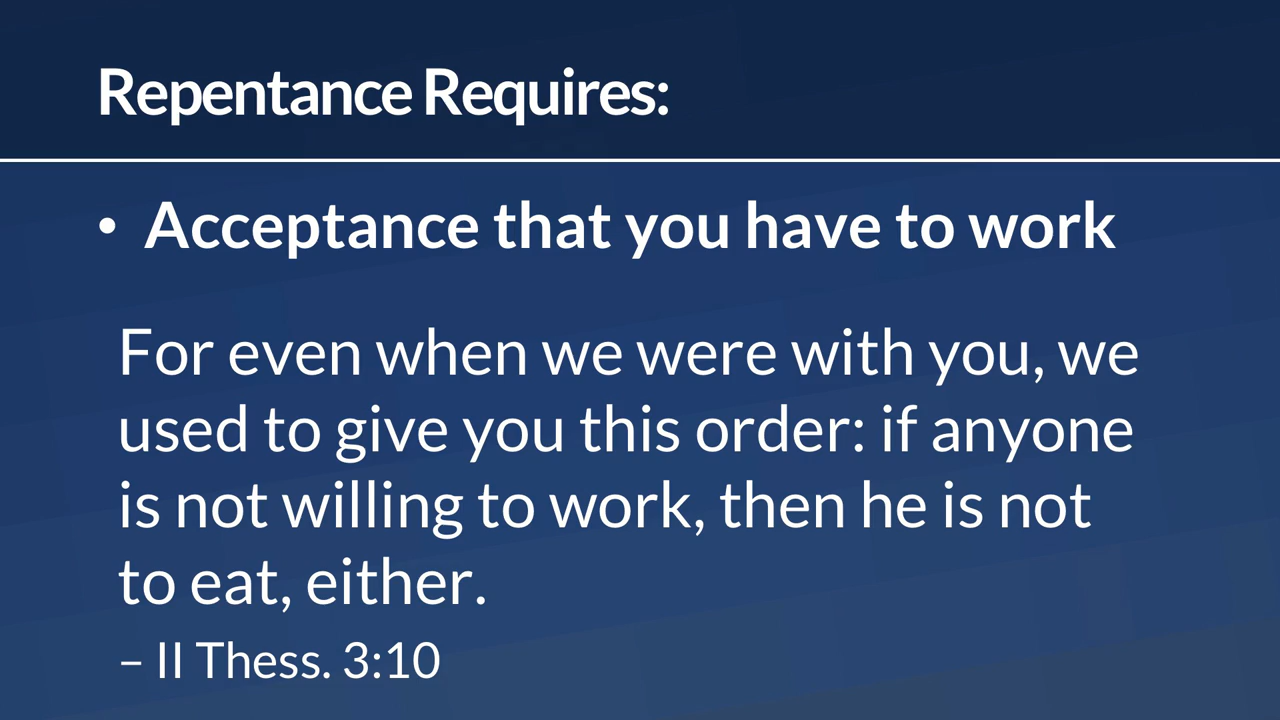 Repentance Requires:
• Acceptance that you have to work
For even when we were with you, we
used to give you this order: if anyone
is not willing to work, then he is not
to eat, either.
– II Thess. 3:10